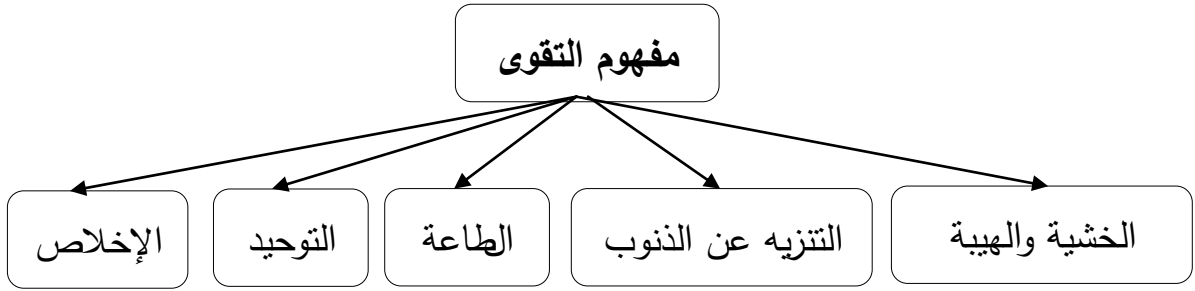 مفهوم التقوى
الخشية والهيبة
التنزيه عن الذنوب
الطاعة
التوحيد
الإخلاص